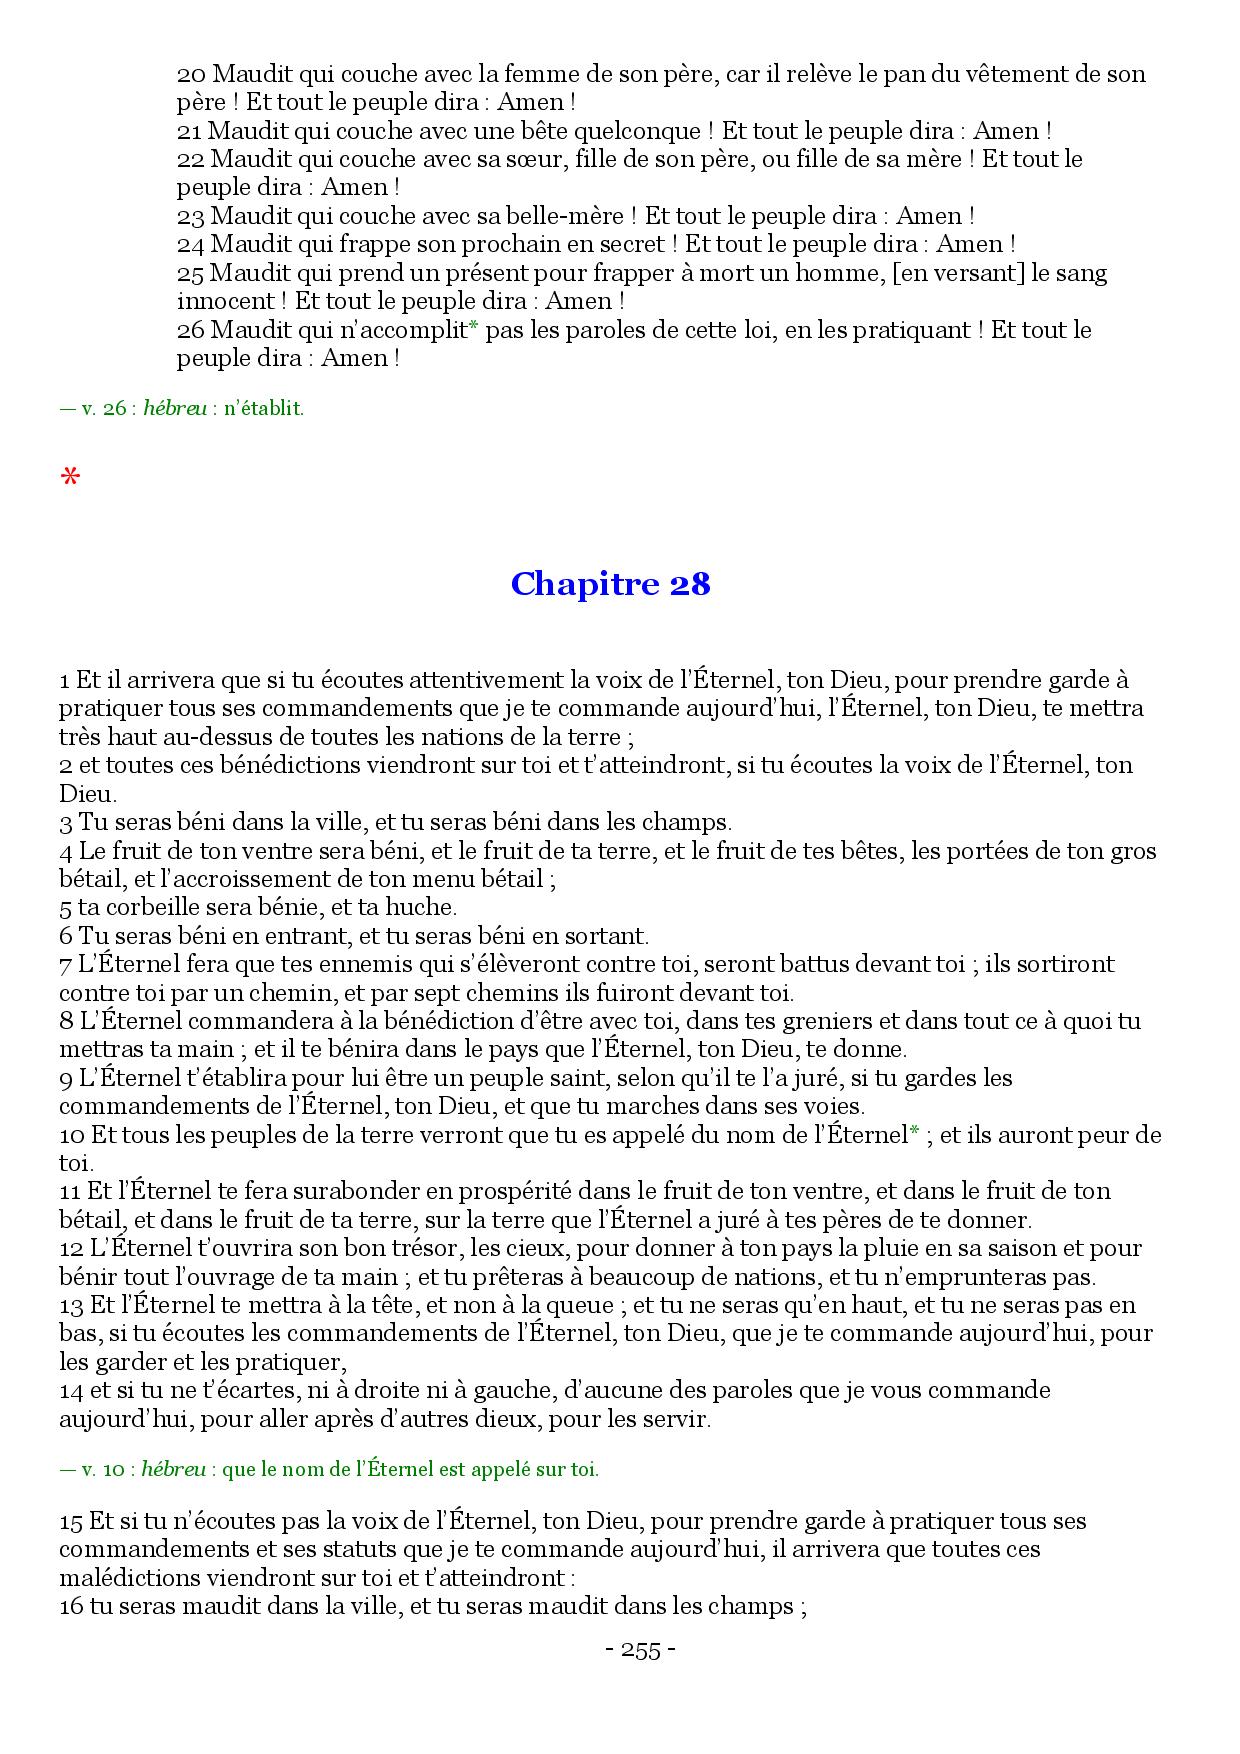 20 Maudit qui couche avec la femme de son père, car il relève le pan du vêtement de son
père ! Et tout le peuple dira : Amen !
21 Maudit qui couche avec une bête quelconque ! Et tout le peuple dira : Amen !
22 Maudit qui couche avec sa sœur, fille de son père, ou fille de sa mère ! Et tout le
peuple dira : Amen !
23 Maudit qui couche avec sa belle-mère ! Et tout le peuple dira : Amen !
24 Maudit qui frappe son prochain en secret ! Et tout le peuple dira : Amen !
25 Maudit qui prend un présent pour frapper à mort un homme, [en versant] le sang
innocent ! Et tout le peuple dira : Amen !
26 Maudit qui n’accomplit* pas les paroles de cette loi, en les pratiquant ! Et tout le
peuple dira : Amen !
— v. 26 : hébreu : n’établit.
*
Chapitre 28
1 Et il arrivera que si tu écoutes attentivement la voix de l’Éternel, ton Dieu, pour prendre garde à
pratiquer tous ses commandements que je te commande aujourd’hui, l’Éternel, ton Dieu, te mettra
très haut au-dessus de toutes les nations de la terre ;
2 et toutes ces bénédictions viendront sur toi et t’atteindront, si tu écoutes la voix de l’Éternel, ton
Dieu.
3 Tu seras béni dans la ville, et tu seras béni dans les champs.
4 Le fruit de ton ventre sera béni, et le fruit de ta terre, et le fruit de tes bêtes, les portées de ton gros
bétail, et l’accroissement de ton menu bétail ;
5 ta corbeille sera bénie, et ta huche.
6 Tu seras béni en entrant, et tu seras béni en sortant.
7 L’Éternel fera que tes ennemis qui s’élèveront contre toi, seront battus devant toi ; ils sortiront
contre toi par un chemin, et par sept chemins ils fuiront devant toi.
8 L’Éternel commandera à la bénédiction d’être avec toi, dans tes greniers et dans tout ce à quoi tu
mettras ta main ; et il te bénira dans le pays que l’Éternel, ton Dieu, te donne.
9 L’Éternel t’établira pour lui être un peuple saint, selon qu’il te l’a juré, si tu gardes les
commandements de l’Éternel, ton Dieu, et que tu marches dans ses voies.
10 Et tous les peuples de la terre verront que tu es appelé du nom de l’Éternel* ; et ils auront peur de
toi.
11 Et l’Éternel te fera surabonder en prospérité dans le fruit de ton ventre, et dans le fruit de ton
bétail, et dans le fruit de ta terre, sur la terre que l’Éternel a juré à tes pères de te donner.
12 L’Éternel t’ouvrira son bon trésor, les cieux, pour donner à ton pays la pluie en sa saison et pour
bénir tout l’ouvrage de ta main ; et tu prêteras à beaucoup de nations, et tu n’emprunteras pas.
13 Et l’Éternel te mettra à la tête, et non à la queue ; et tu ne seras qu’en haut, et tu ne seras pas en
bas, si tu écoutes les commandements de l’Éternel, ton Dieu, que je te commande aujourd’hui, pour
les garder et les pratiquer,
14 et si tu ne t’écartes, ni à droite ni à gauche, d’aucune des paroles que je vous commande
aujourd’hui, pour aller après d’autres dieux, pour les servir.
— v. 10 : hébreu : que le nom de l’Éternel est appelé sur toi.
15 Et si tu n’écoutes pas la voix de l’Éternel, ton Dieu, pour prendre garde à pratiquer tous ses
commandements et ses statuts que je te commande aujourd’hui, il arrivera que toutes ces
malédictions viendront sur toi et t’atteindront :
16 tu seras maudit dans la ville, et tu seras maudit dans les champs ;
- 255 -